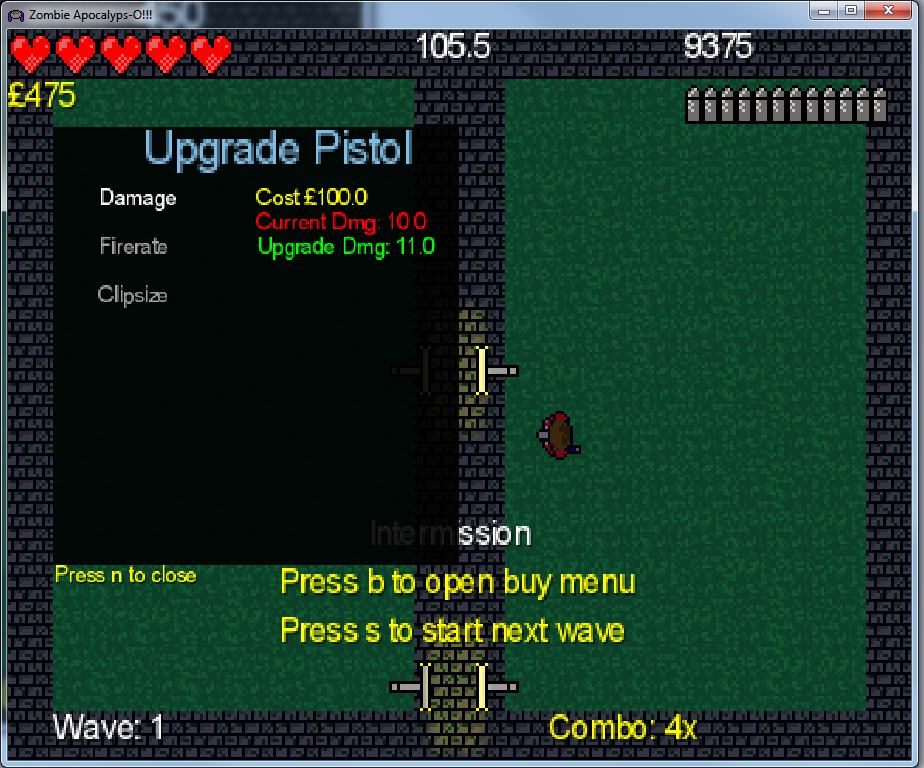 Zombie Apocalyps-O!!!
105.5
9375
£475
Upgrade Pistol
Damage
Cost £100.0
Current Dmg: 10.0
Firerate
Upgrade Dmg: 11.0
Clipsize
Intermission
Press n to close
Press b to open buy menu
Press s to start next wave
Wave: 1
Combo: 4x